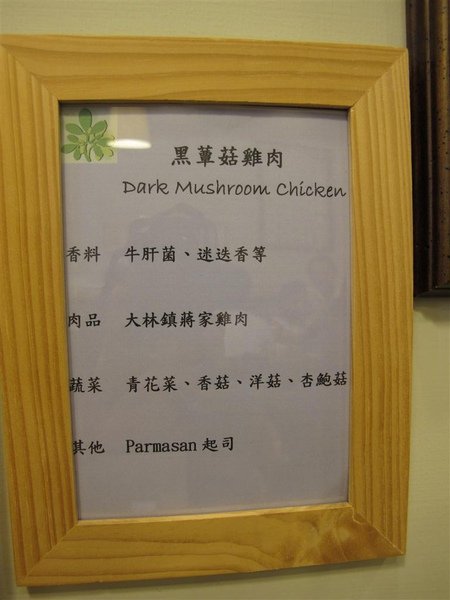 黑蕈菇雞肉
Dark Mushroom Chicken
香料 牛肝菌、迷迭香等
肉品 大林鎮蔣家雞肉
蔬菜 青花菜、香菇、洋菇、杏鮑菇
其他 Parmasan 起司